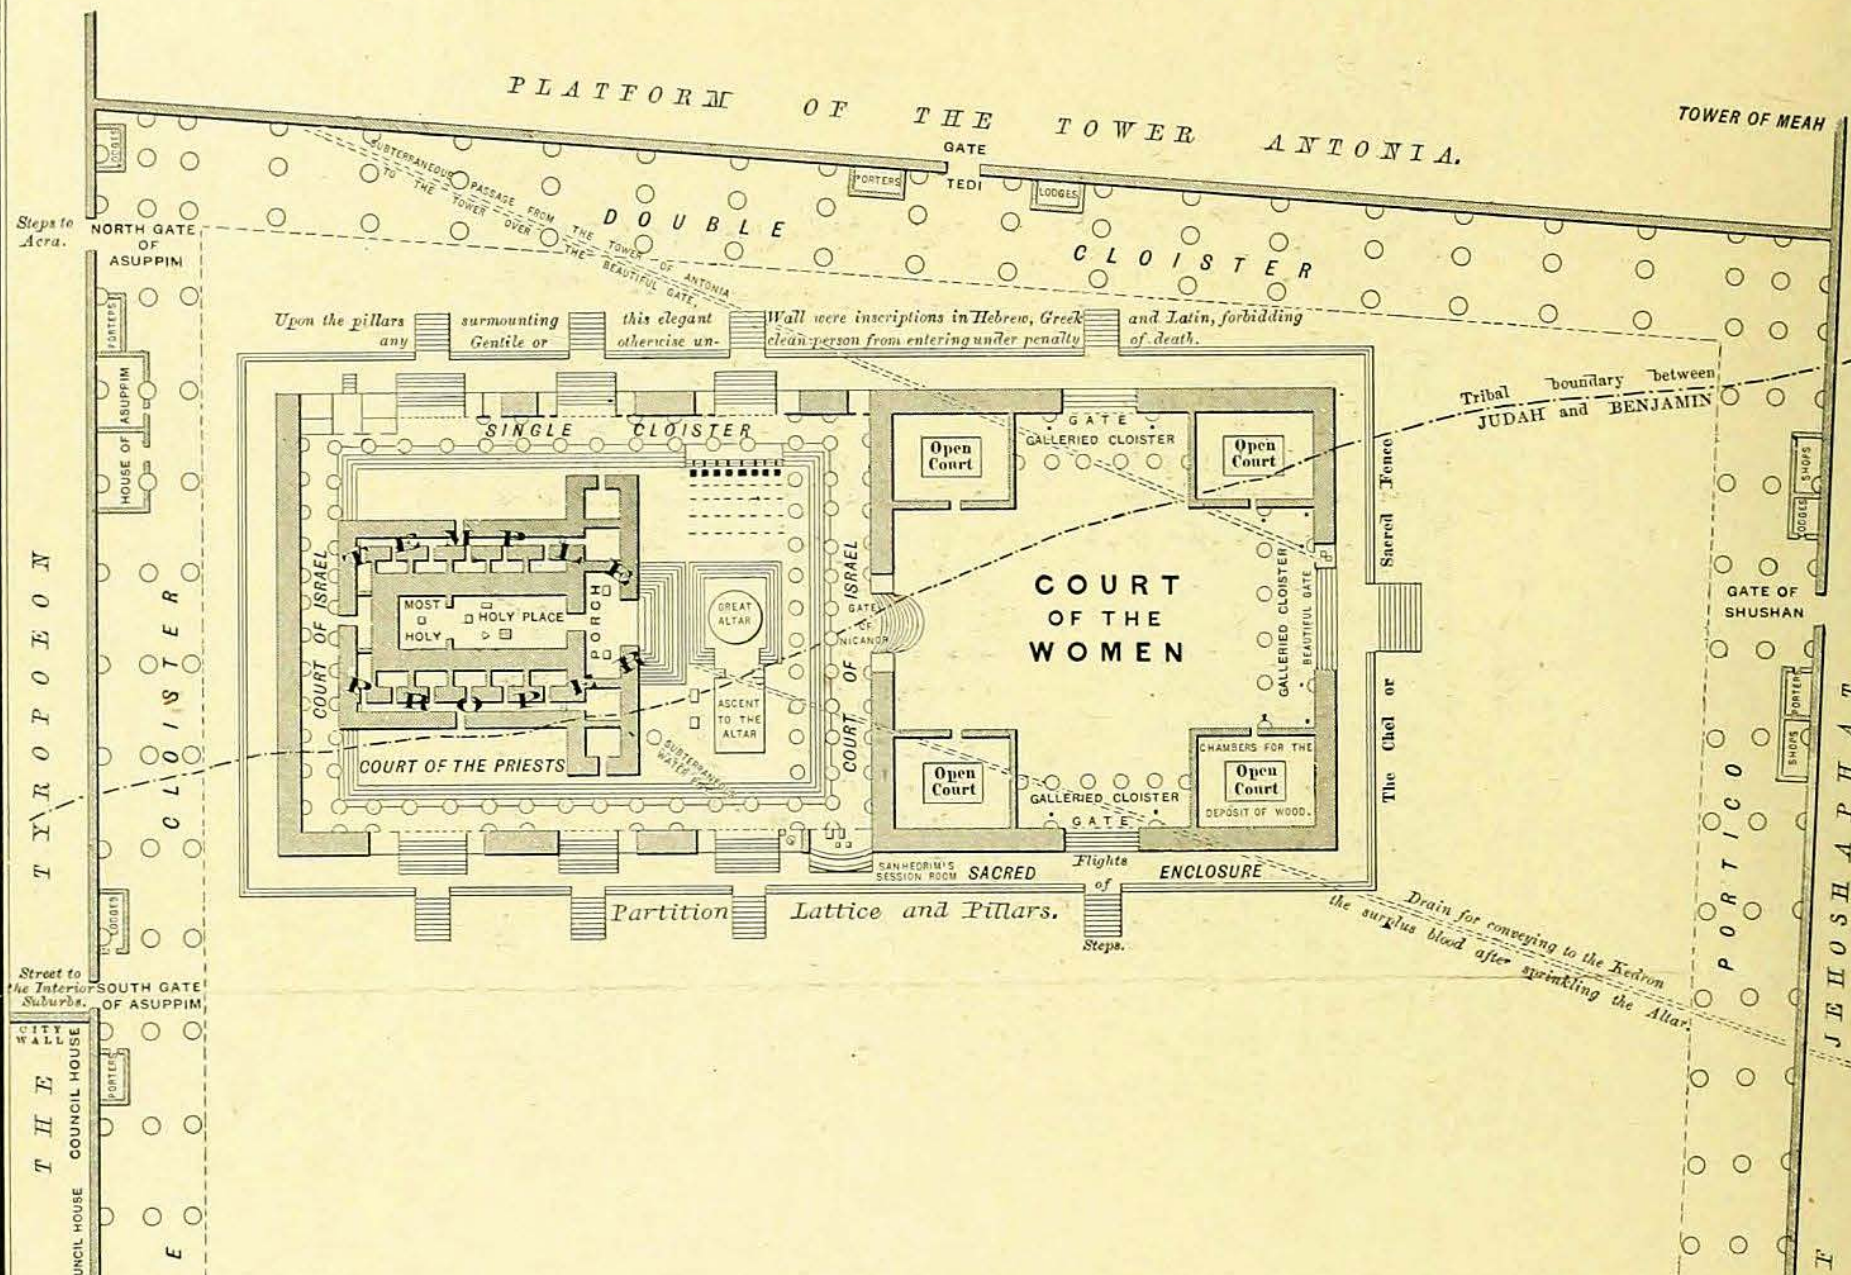 PLATFORM OF THE TOWER ANTONIA.
TOWER OF MEAH
GATE
TEDI
PORTERS
LODGES
LODGES
SUBTERRANEOUS PASSAGE FROM THE TOWER OF ANTONIA
TO THE TOWER OVER THE BEAUTIFUL GATE.
DOUBLE CLOISTER
Steps to
Acra.
NORTH GATE
OF
ASUPPIM
PORTERS
HOUSE OF ASUPPIM
Upon the pillars surmounting this elegant Wall were inscriptions in Hebrew, Greek and Latin, forbidding
any Gentile or otherwise un- clean person from entering under penalty of death.
Tribal boundary between
JUDAH and BENJAMIN
SINGLE CLOISTER
GATE
GALLERIED CLOISTER
Open
Court
Open
Court
The Chel or Sacred Fence
SHOPS
LODGES
GATE OF
SHUSHAN
PORTERS
SHOPS
TEMPLE
PROPER
COURT OF ISRAEL
MOST
HOLY
HOLY PLACE
PORCH
GREAT
ALTAR
ASCENT
TO THE
ALTAR
COURT OF ISRAEL
GATE
OF
NICANOR
COURT
OF THE
WOMEN
GALLERIED CLOISTER
BEAUTIFUL GATE
COURT OF THE PRIESTS
SUBTERRANEOUS
WATER
Open
Court
GALLERIED CLOISTER
GATE
CHAMBERS FOR THE
Open
Court
DEPOSIT OF WOOD.
SANHEDRIM'S
SESSION ROOM
SACRED ENCLOSURE
Flights
of
Steps.
Partition Lattice and Pillars.
Drain for conveying to the Kedron
the surplus blood after sprinkling the Altar.
CLOISTER
PORTICO
LODGES
Street to
the Interior
Suburbs.
SOUTH GATE
OF ASUPPIM
CITY
WALL
COUNCIL HOUSE
PORTERS
THE TYROPOEON
JEHOSHAPHAT
E
F